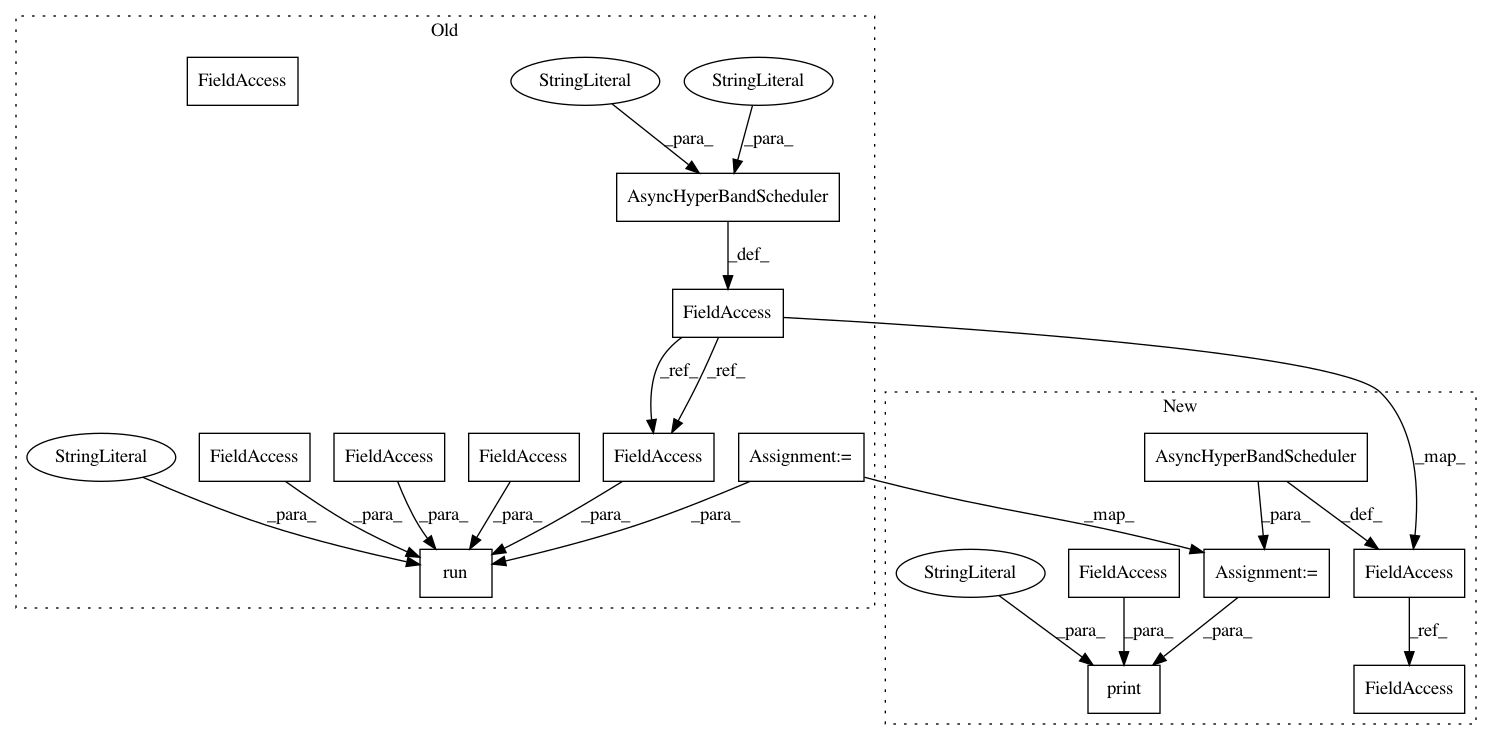 Old
FieldAccess
StringLiteral
StringLiteral
_para_
_para_
AsyncHyperBandScheduler
_def_
FieldAccess
_ref_
_ref_
_map_
New
StringLiteral
FieldAccess
FieldAccess
FieldAccess
FieldAccess
Assignment:=
AsyncHyperBandScheduler
_para_
_para_
_para_
_para_
_para_
_para_
_map_
_para_
_def_
run
StringLiteral
FieldAccess
Assignment:=
FieldAccess
_para_
_para_
_para_
_ref_
print
FieldAccess